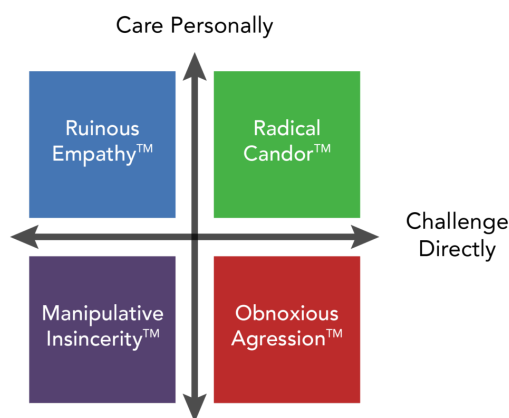 Care Personally
Ruinous
Empathy™
Radical
Candor™
Challenge
Directly
Manipulative
Insincerity™
Obnoxious
Agression™